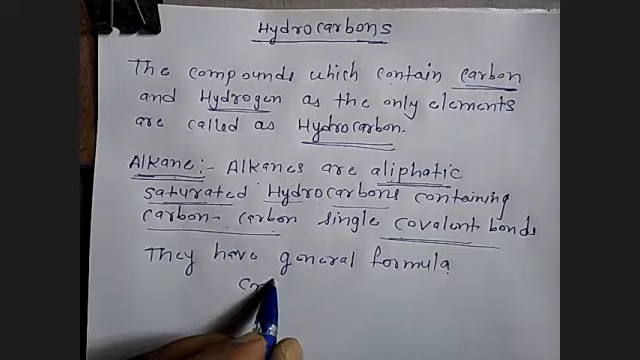 Hydrocarbons
The compounds which contain carbon
and Hydrogen as the only elements
are called as Hydrocarbon.
Alkane:- Alkanes are aliphatic
saturated Hydrocarbons containing
carbon-carbon single covalent bonds
They have general formula
Cn